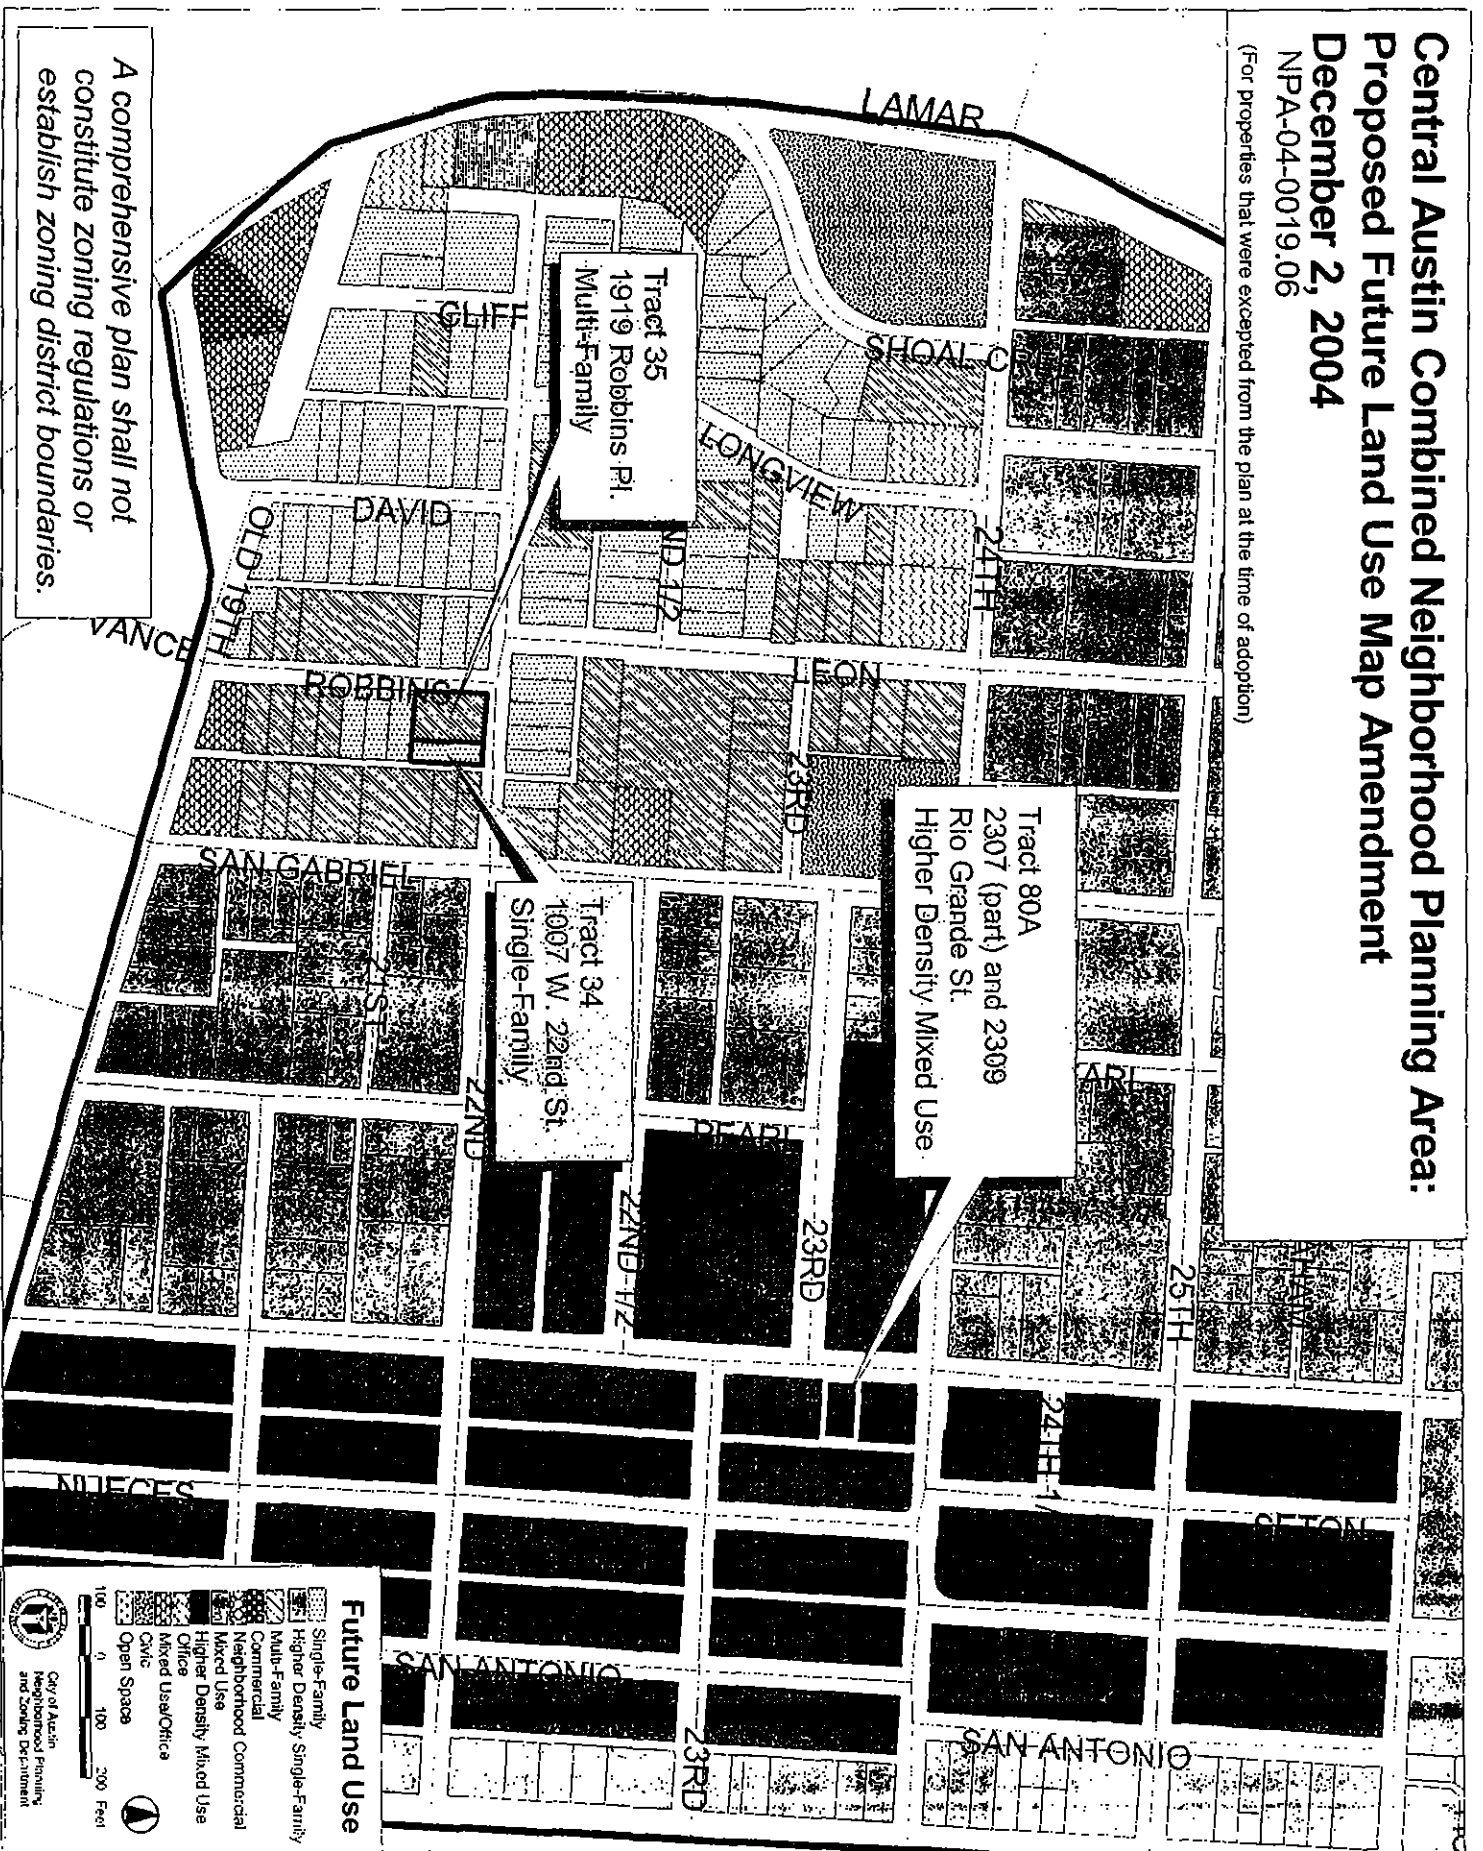 Central Austin Combined Neighborhood Planning Area:
Proposed Future Land Use Map Amendment
December 2, 2004
NPA-04-0019.06
(For properties that were excepted from the plan at the time of adoption)
LAMAR
SHOAL C
CLIFF
LONGVIEW
24TH
DAVID
OLD 19TH
ND 1/2
VANCE
ROBBINS
LEON
23RD
SAN GABRIEL
21ST
22ND
PEARL
ARL
22ND 1/2
23RD
25TH
24TH 1/
NUECES
SETON
SAN ANTONIO
SAN ANTONIO
23RD
Tract 35
1919 Robbins Pl.
Multi-Family
Tract 80A
2307 (part) and 2309
Rio Grande St.
Higher Density Mixed Use
Tract 34
1007 W. 22nd St.
Single-Family
A comprehensive plan shall not
constitute zoning regulations or
establish zoning district boundaries.
Future Land Use
Single-Family
Higher Density Single-Family
Multi-Family
Commercial
Neighborhood Commercial
Mixed Use
Higher Density Mixed Use
Office
Mixed Use/Office
Civic
Open Space
100 0 100 200 Feet
City of Austin
Neighborhood Planning
and Zoning Department